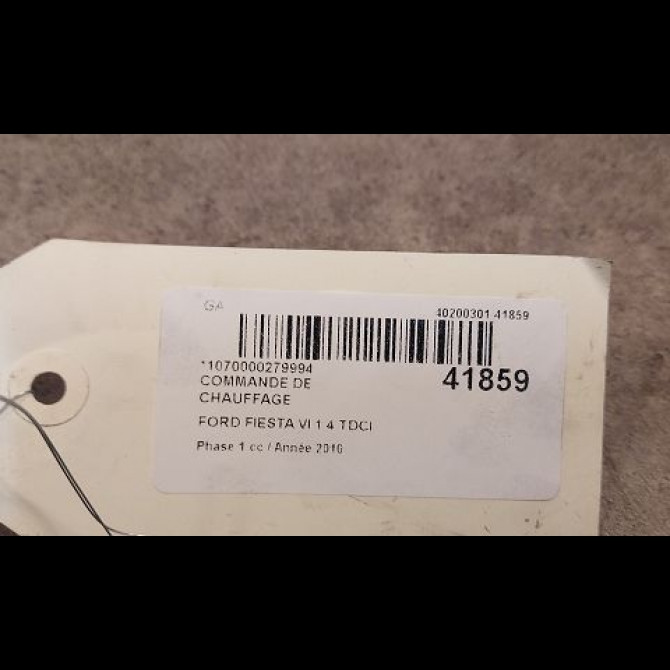 GA
40200301 41859
*1070000279994
41859
COMMANDE DE
CHAUFFAGE
FORD FIESTA VI 1 4 TDCI
Phase 1 cc / Année 2010